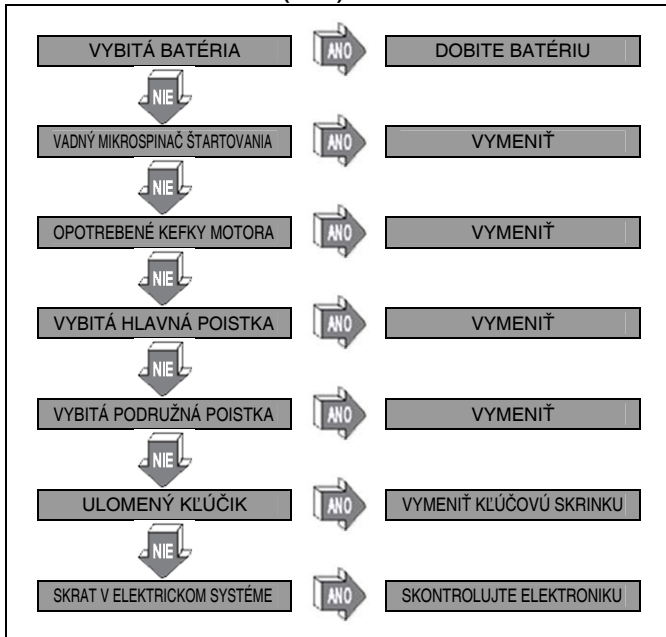 VYBITÁ BATÉRIA ANO DOBITE BATÉRIU
NIE
VADNÝ MIKROSPINAČ ŠTARTOVANIA ANO VYMENIŤ
NIE
OPOTREBENÉ KEFKY MOTORA ANO VYMENIŤ
NIE
VYBITÁ HLAVNÁ POISTKA ANO VYMENIŤ
NIE
VYBITÁ PODRUŽNÁ POISTKA ANO VYMENIŤ
NIE
ULOMENÝ KĽÚČIK ANO VYMENIŤ KĽÚČOVÚ SKRINKU
NIE
SKRAT V ELEKTRICKOM SYSTÉME ANO SKONTROLUJTE ELEKTRONIKU